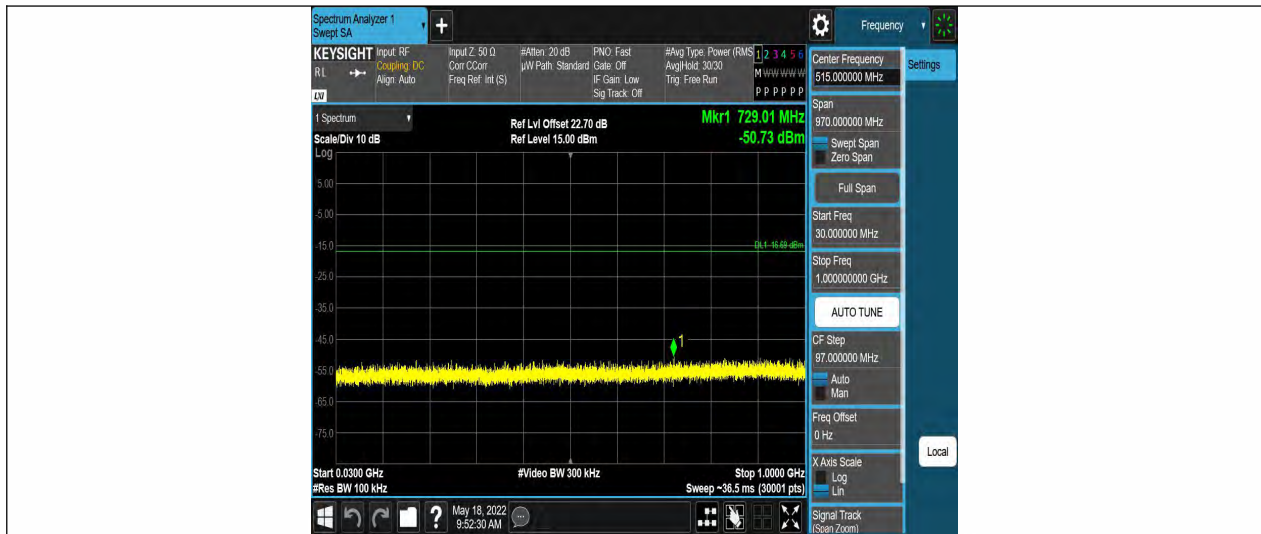 Spectrum Analyzer 1
Swept SA
+
Frequency
KEYSIGHT
RL
LXI
Input: RF
Coupling: DC
Align: Auto
Input Z: 50 Ω
Corr CCorr
Freq Ref: Int (S)
#Atten: 20 dB
µW Path: Standard
PNO: Fast
Gate: Off
IF Gain: Low
Sig Track: Off
#Avg Type: Power (RMS
Avg|Hold: 30/30
Trig: Free Run
1 2 3 4 5 6
M W W W W W
P P P P P P
1 Spectrum
Scale/Div 10 dB
Ref Lvl Offset 22.70 dB
Ref Level 15.00 dBm
Mkr1 729.01 MHz
-50.73 dBm
Log
5.00
-5.00
-15.0
-25.0
-35.0
-45.0
-55.0
-65.0
-75.0
DL1 -16.69 dBm
1
Start 0.0300 GHz
#Res BW 100 kHz
#Video BW 300 kHz
Stop 1.0000 GHz
Sweep ~36.5 ms (30001 pts)
?
May 18, 2022
9:52:30 AM
Center Frequency
515.000000 MHz
Span
970.000000 MHz
Swept Span
Zero Span
Full Span
Start Freq
30.000000 MHz
Stop Freq
1.000000000 GHz
AUTO TUNE
CF Step
97.000000 MHz
Auto
Man
Freq Offset
0 Hz
X Axis Scale
Log
Lin
Signal Track
(Span Zoom)
Settings
Local